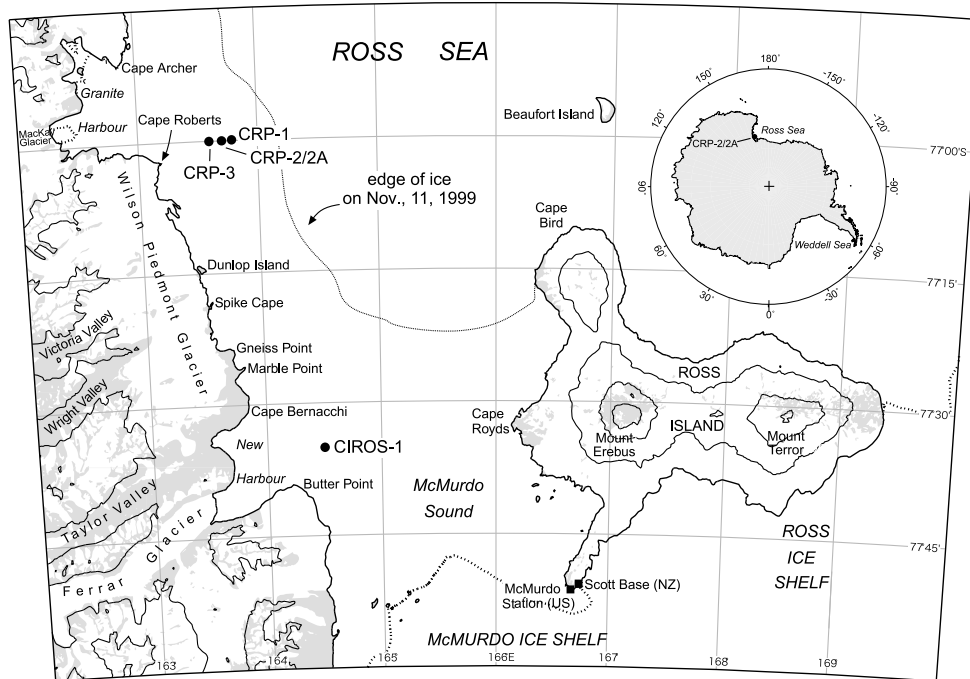 ROSS SEA
Cape Archer
Granite
Harbour
MacKay
Glacier
Cape Roberts
CRP-1
CRP-2/2A
CRP-3
edge of ice
on Nov., 11, 1999
Beaufort Island
Cape
Bird
180°
150°
-150°
120°
-120°
90°
-90°
60°
-60°
30°
-30°
0°
Ross Sea
CRP-2/2A
Weddell Sea
77°00'S
77°15'
77°30'
77°45'
Wilson Piedmont Glacier
Dunlop Island
Spike Cape
Gneiss Point
Marble Point
Cape Bernacchi
Victoria Valley
Wright Valley
New
Harbour
CIROS-1
Butter Point
Taylor Valley
Ferrar Glacier
McMurdo
Sound
Cape
Royds
ROSS
ISLAND
Mount
Erebus
Mount
Terror
ROSS
ICE
SHELF
McMurdo
Station (US)
Scott Base (NZ)
McMURDO ICE SHELF
163
164
165
166E
167
168
169